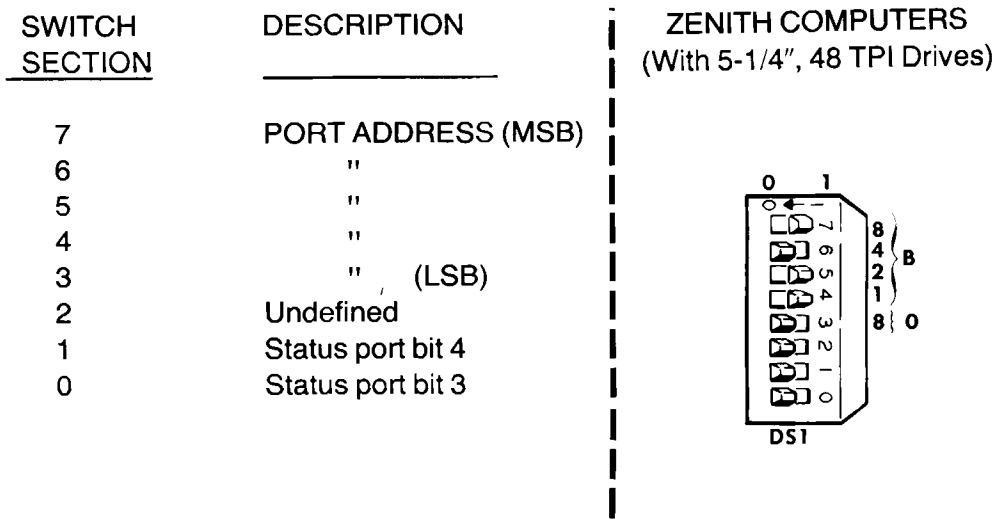 SWITCH SECTION
DESCRIPTION
7 PORT ADDRESS (MSB)
6 "
5 "
4 "
3 " (LSB)
2 Undefined
1 Status port bit 4
0 Status port bit 3
ZENITH COMPUTERS
(With 5-1/4", 48 TPI Drives)
0 1
7 8
6 4
5 2
4 1
B
3 8 0
2
1
0
DS1